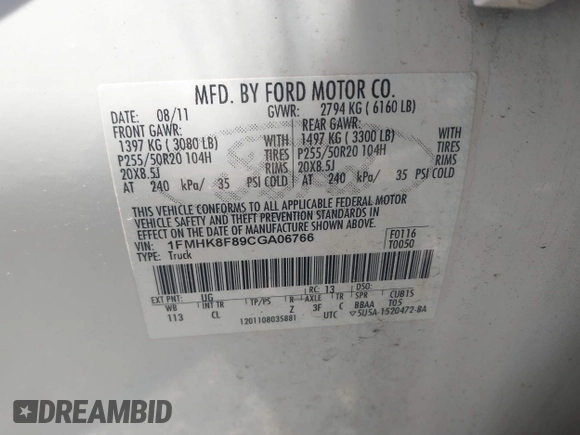 MFD. BY FORD MOTOR CO.
DATE: 08/11 GVWR: 2794 KG ( 6160 LB)
FRONT GAWR: REAR GAWR:
1397 KG ( 3080 LB) WITH 1497 KG ( 3300 LB) WITH
P255/50R20 104H TIRES P255/50R20 104H TIRES
20X8.5J RIMS 20X8.5J RIMS
AT 240 kPa/ 35 PSI COLD AT 240 kPa/ 35 PSI COLD
THIS VEHICLE CONFORMS TO ALL APPLICABLE FEDERAL MOTOR
VEHICLE SAFETY AND THEFT PREVENTION STANDARDS IN EFFECT
ON THE DATE OF MANUFACTURE SHOWN ABOVE.
VIN: 1FMHK8F89CGA06766 F0116
TYPE: Truck T0050
RC: 13 DSO:
EXT PNT: UG
WB INT TR TP/PS R AXLE TR SPR CUB15
113 CL Z 3F C BBAA T05
1201108035881 UTC 5U5A-1520472-BA
DREAMBID